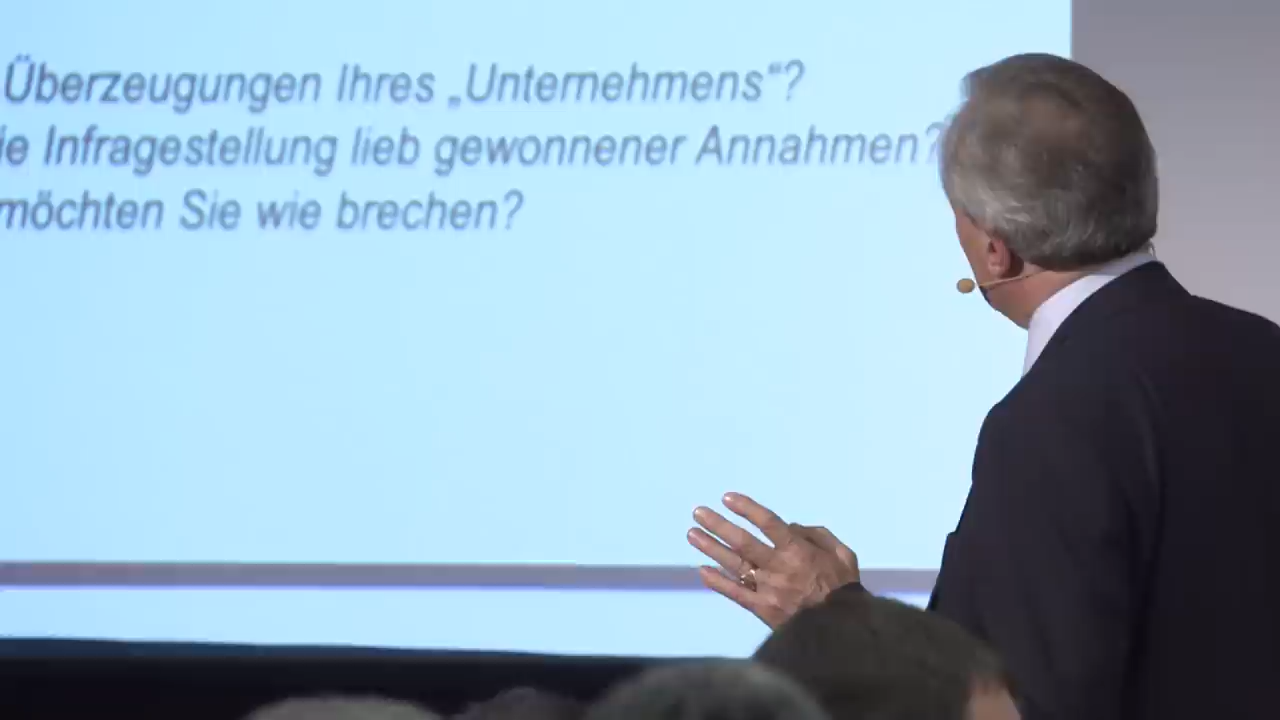 Überzeugungen Ihres „Unternehmens“?
ie Infragestellung lieb gewonnener Annahmen?
möchten Sie wie brechen?